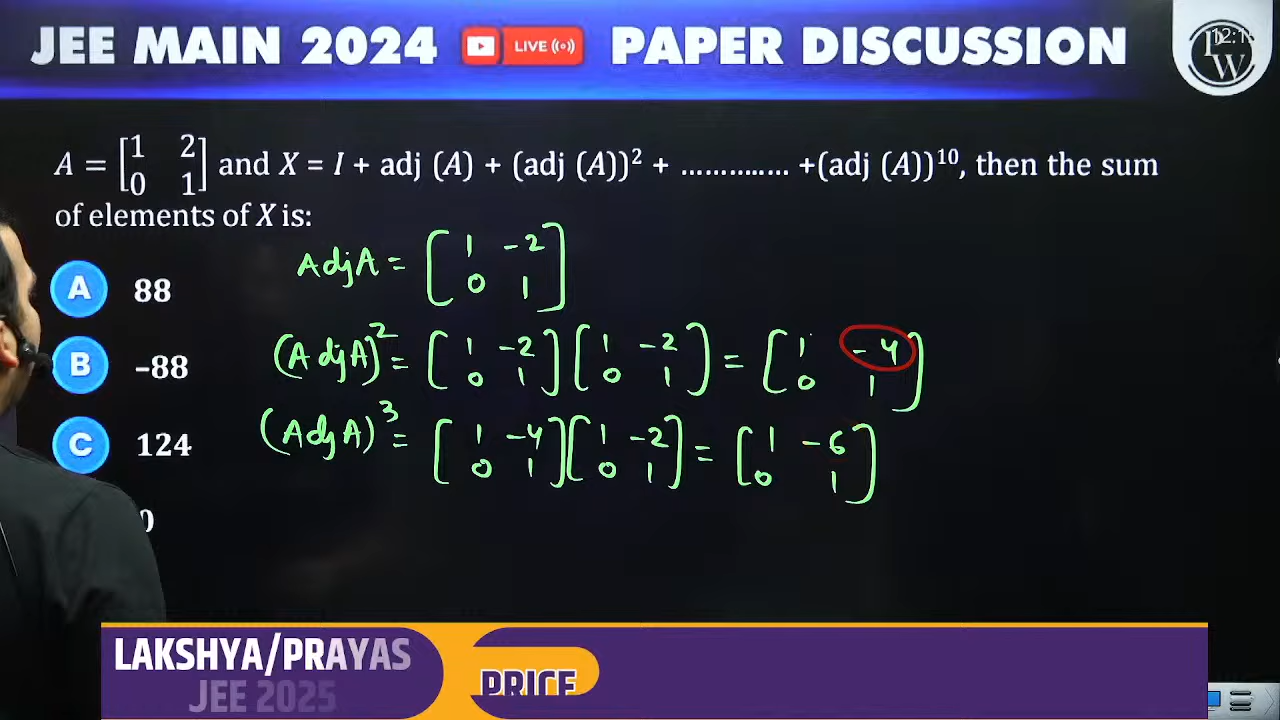 JEE MAIN 2024 LIVE PAPER DISCUSSION
PW
A = [1 2; 0 1] and X = I + adj (A) + (adj (A))² + .............. +(adj (A))¹⁰, then the sum
of elements of X is:
AdjA = [1 -2; 0 1]
A 88
(AdjA)² = [1 -2; 0 1] [1 -2; 0 1] = [1 -4; 0 1]
B -88
(AdjA)³ = [1 -4; 0 1] [1 -2; 0 1] = [1 -6; 0 1]
C 124
0
LAKSHYA/PRAYAS
JEE 2025
PRICE